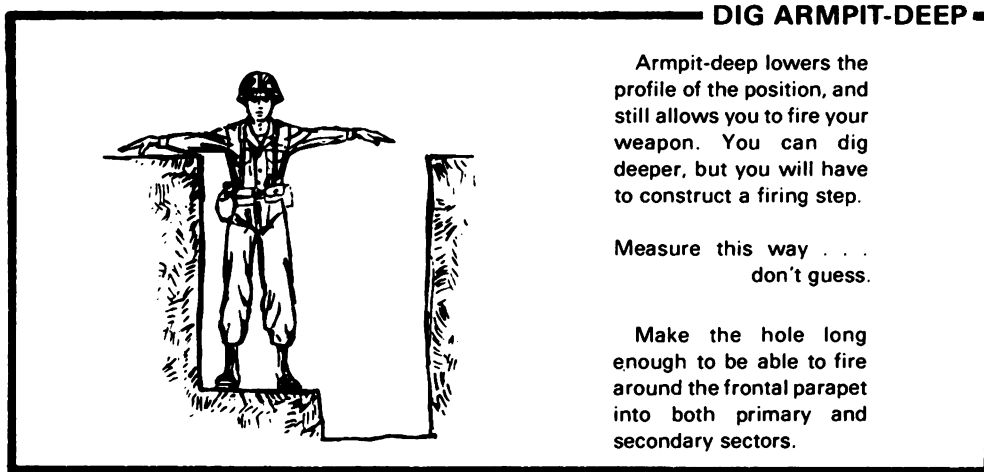 DIG ARMPIT-DEEP
Armpit-deep lowers the
profile of the position, and
still allows you to fire your
weapon. You can dig
deeper, but you will have
to construct a firing step.
Measure this way . . .
don't guess.
Make the hole long
enough to be able to fire
around the frontal parapet
into both primary and
secondary sectors.